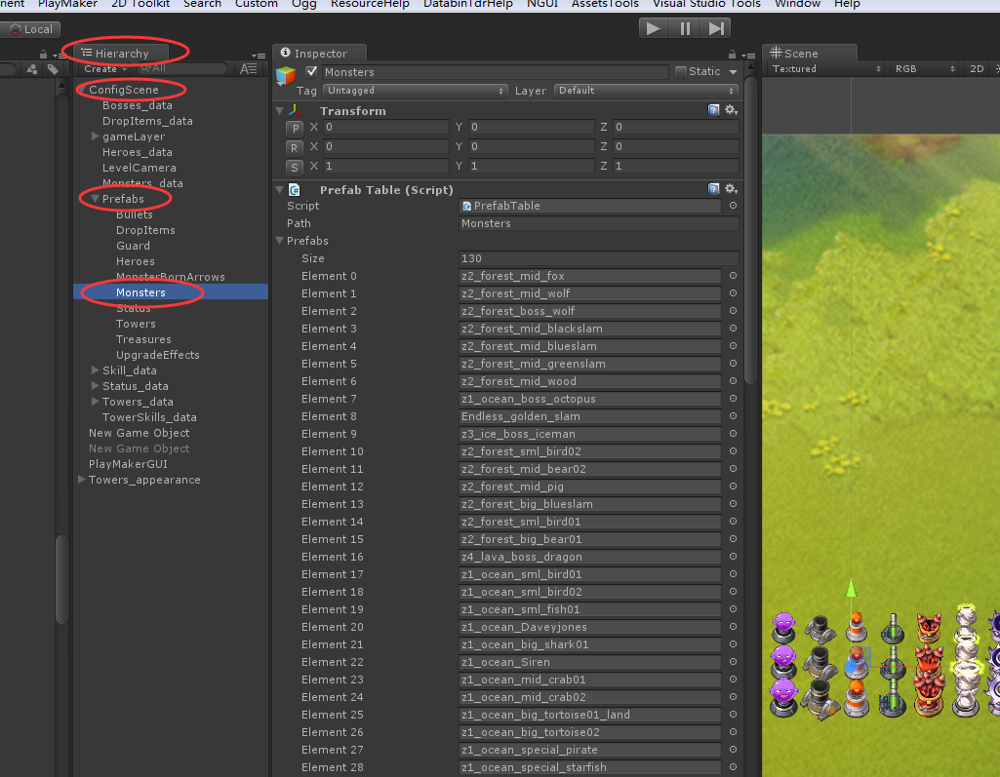 nent PlayMaker 2D Toolkit Search Custom Ogg ResourceHelp DatabinTdrHelp NGUI AssetsTools Visual Studio Tools Window Help
Local
Hierarchy
Create
All
ConfigScene
Bosses_data
DropItems_data
gameLayer
Heroes_data
LevelCamera
Monsters_data
Prefabs
Bullets
DropItems
Guard
Heroes
MonsterBornArrows
Monsters
Status
Towers
Treasures
UpgradeEffects
Skill_data
Status_data
Towers_data
TowerSkills_data
New Game Object
New Game Object
PlayMakerGUI
Towers_appearance
Inspector
Monsters
Static
Tag Untagged Layer Default
Transform
P X 0 Y 0 Z 0
R X 0 Y 0 Z 0
S X 1 Y 1 Z 1
Prefab Table (Script)
Script PrefabTable
Path Monsters
Prefabs
Size 130
Element 0 z2_forest_mid_fox
Element 1 z2_forest_mid_wolf
Element 2 z2_forest_boss_wolf
Element 3 z2_forest_mid_blackslam
Element 4 z2_forest_mid_blueslam
Element 5 z2_forest_mid_greenslam
Element 6 z2_forest_mid_wood
Element 7 z1_ocean_boss_octopus
Element 8 Endless_golden_slam
Element 9 z3_ice_boss_iceman
Element 10 z2_forest_sml_bird02
Element 11 z2_forest_mid_bear02
Element 12 z2_forest_mid_pig
Element 13 z2_forest_big_blueslam
Element 14 z2_forest_sml_bird01
Element 15 z2_forest_big_bear01
Element 16 z4_lava_boss_dragon
Element 17 z1_ocean_sml_bird01
Element 18 z1_ocean_sml_bird02
Element 19 z1_ocean_sml_fish01
Element 20 z1_ocean_Daveyjones
Element 21 z1_ocean_big_shark01
Element 22 z1_ocean_Siren
Element 23 z1_ocean_mid_crab01
Element 24 z1_ocean_mid_crab02
Element 25 z1_ocean_big_tortoise01_land
Element 26 z1_ocean_big_tortoise02
Element 27 z1_ocean_special_pirate
Element 28 z1_ocean_special_starfish
Scene
Textured RGB 2D